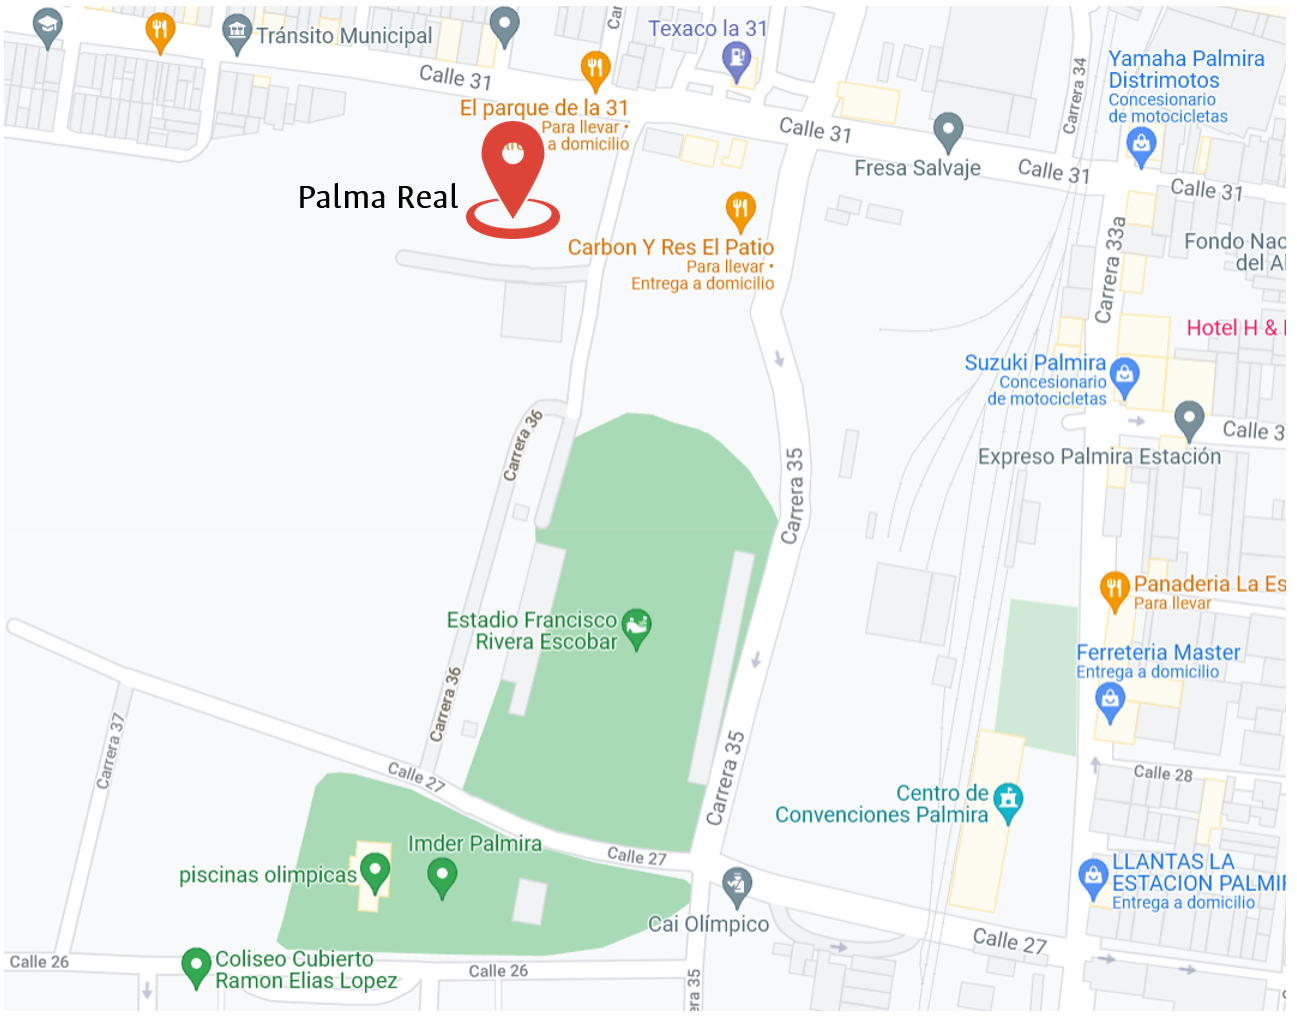 Texaco la 31
Tránsito Municipal
Yamaha Palmira
Distrimotos
Concesionario
de motocicletas
Calle 31
Carrera 34
El parque de la 31
Para llevar •
a domicilio
Calle 31
Fresa Salvaje
Calle 31
Calle 31
Palma Real
Carbon Y Res El Patio
Para llevar •
Entrega a domicilio
Carrera 33a
Fondo Nac
del A
Hotel H &
Suzuki Palmira
Concesionario
de motocicletas
Carrera 36
Calle 3
Expreso Palmira Estación
Carrera 35
Panaderia La Es
Para llevar
Estadio Francisco
Rivera Escobar
Ferreteria Master
Entrega a domicilio
Carrera 36
Carrera 37
Carrera 35
Calle 27
Calle 28
Centro de
Convenciones Palmira
Imder Palmira
Calle 27
piscinas olimpicas
LLANTAS LA
ESTACION PALMI
Entrega a domicilio
Cai Olímpico
Calle 27
Calle 26
Coliseo Cubierto
Ramon Elias Lopez
Calle 26
era 35